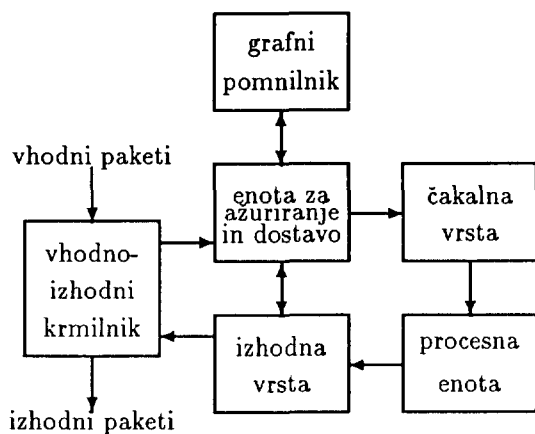 grafni
pomnilnik
vhodni paketi
enota za
ažuriranje
in dostavo
čakalna
vrsta
vhodno-
izhodni
krmilnik
izhodna
vrsta
procesna
enota
izhodni paketi